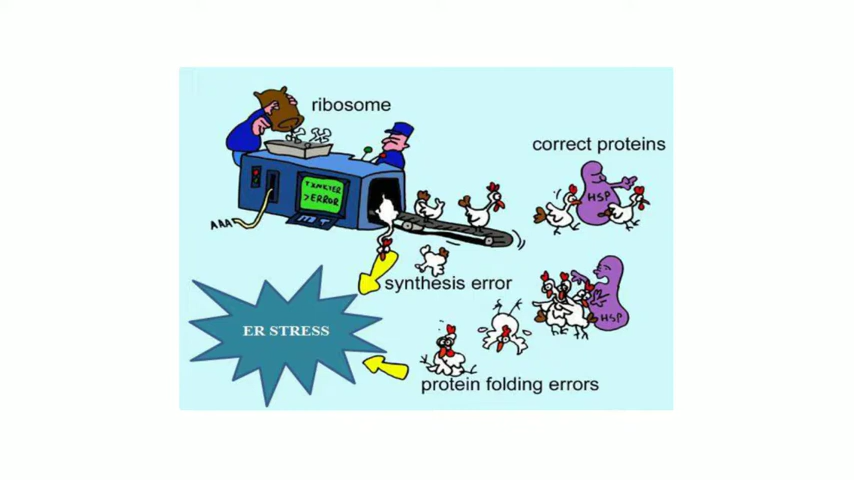 ribosome
correct proteins
HSP
>ERROR
AAA
synthesis error
ER STRESS
HSP
protein folding errors